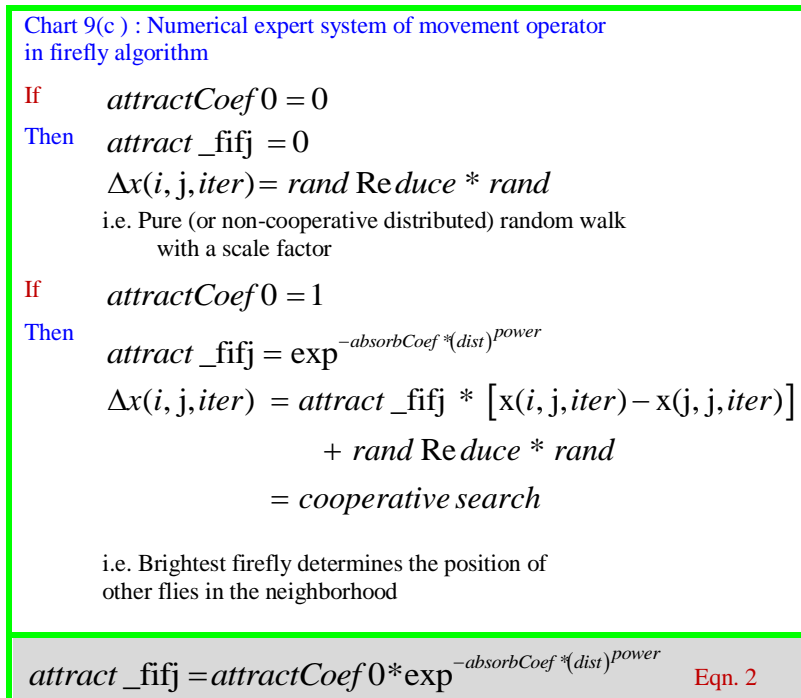 Chart 9(c ) : Numerical expert system of movement operator
in firefly algorithm
If attractCoef 0 = 0
Then attract _fifj = 0
Δx(i, j,iter)= rand Reduce * rand
i.e. Pure (or non-cooperative distributed) random walk
with a scale factor
If attractCoef 0 = 1
Then attract _fifj = exp^{-absorbCoef *(dist)^{power}}
Δx(i, j,iter) = attract _fifj * [x(i, j,iter) − x(j, j,iter)]
+ rand Reduce * rand
= cooperative search
i.e. Brightest firefly determines the position of
other flies in the neighborhood
attract _fifj = attractCoef 0*exp^{-absorbCoef *(dist)^{power}} Eqn. 2